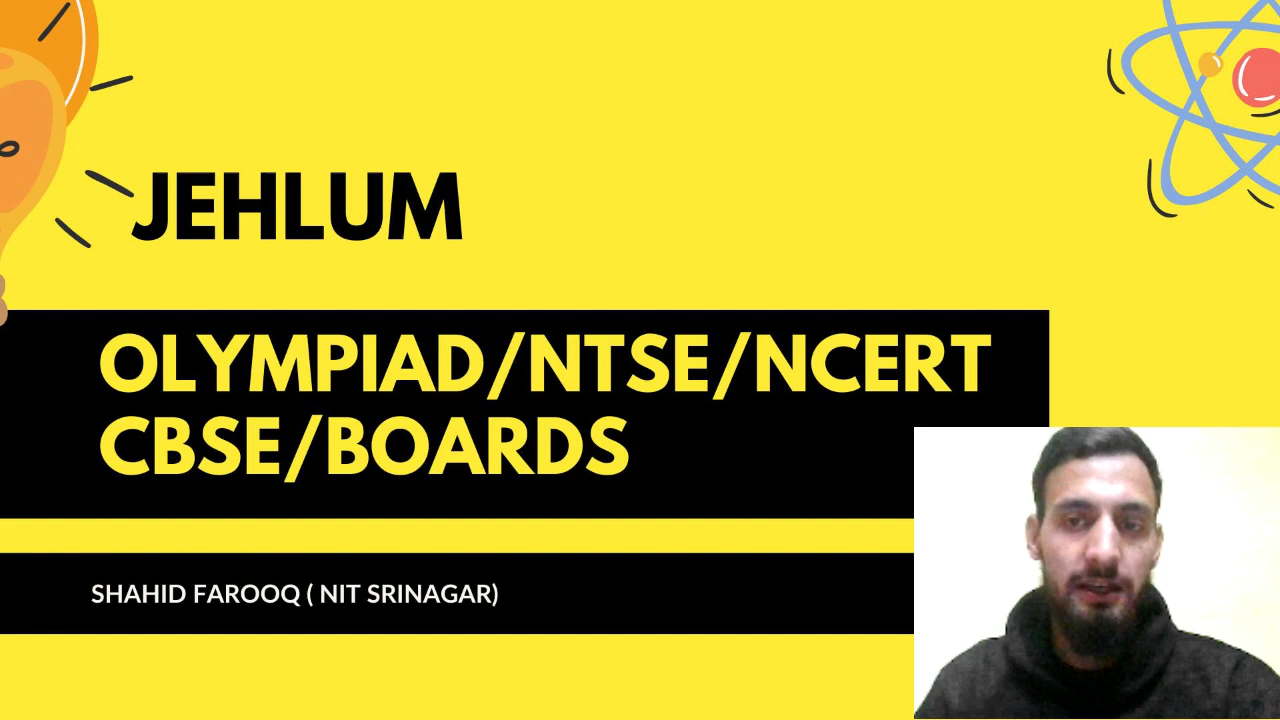 JEHLUM
OLYMPIAD/NTSE/NCERT
CBSE/BOARDS
SHAHID FAROOQ ( NIT SRINAGAR)